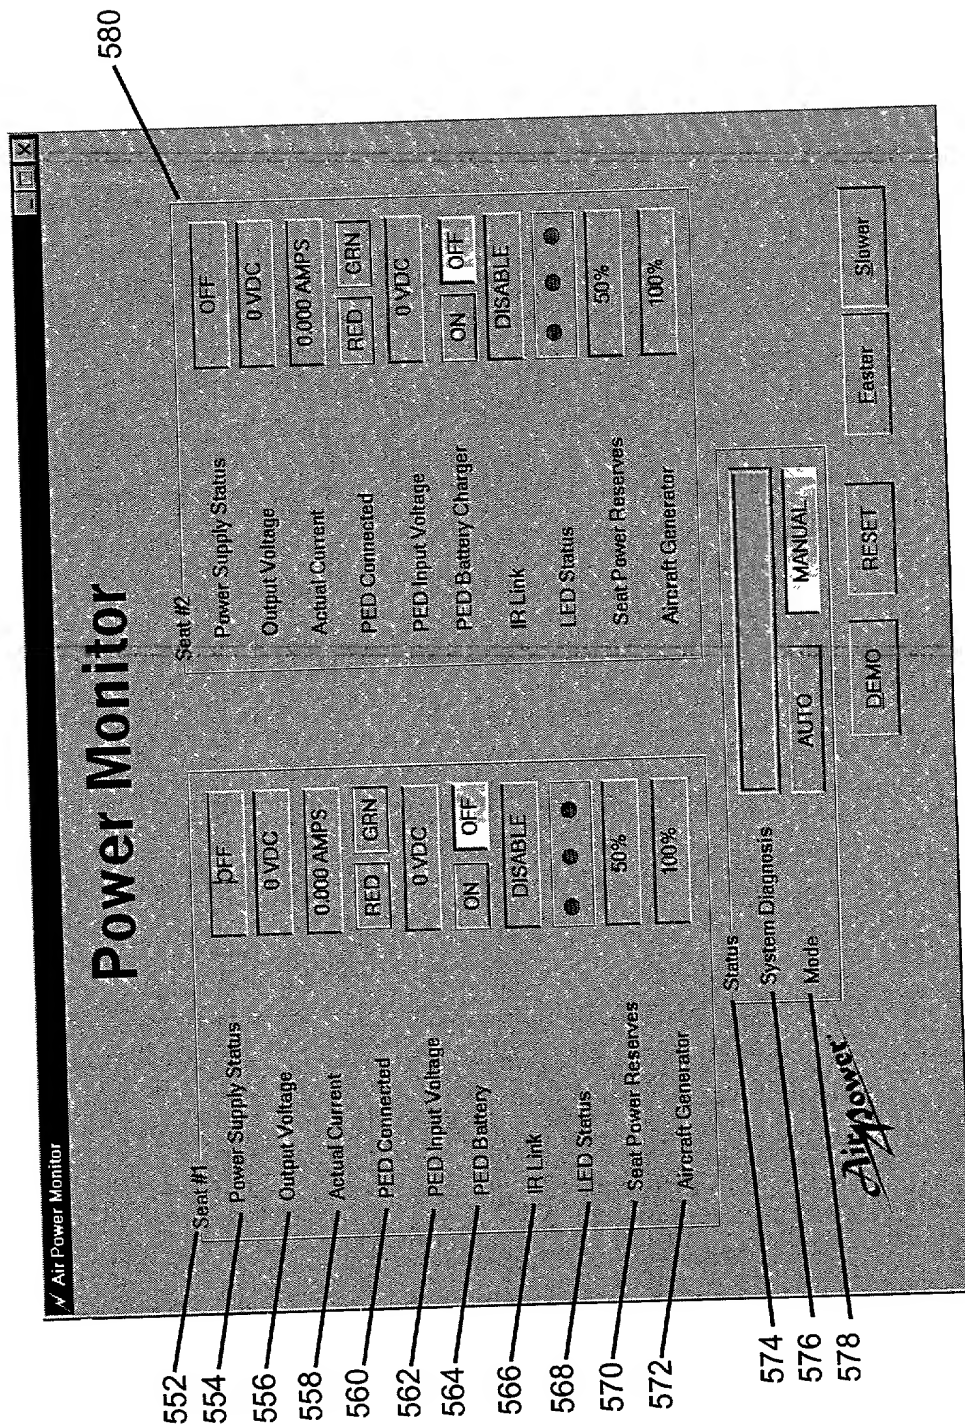 Air Power Monitor
Power Monitor
552
Seat #1
554
Power Supply Status
OFF
556
Output Voltage
0 VDC
558
Actual Current
0.000 AMPS
560
PED Connected
RED GRN
562
PED Input Voltage
0 VDC
564
PED Battery
ON OFF
566
IR Link
DISABLE
568
LED Status
570
Seat Power Reserves
50%
572
Aircraft Generator
100%
580
Seat #2
Power Supply Status
OFF
Output Voltage
0 VDC
Actual Current
0.000 AMPS
PED Connected
RED GRN
PED Input Voltage
0 VDC
PED Battery Charger
ON OFF
IR Link
DISABLE
LED Status
Seat Power Reserves
50%
Aircraft Generator
100%
574
Status
576
System Diagnosis
578
Mode
AUTO MANUAL
AirPower
DEMO RESET Faster Slower